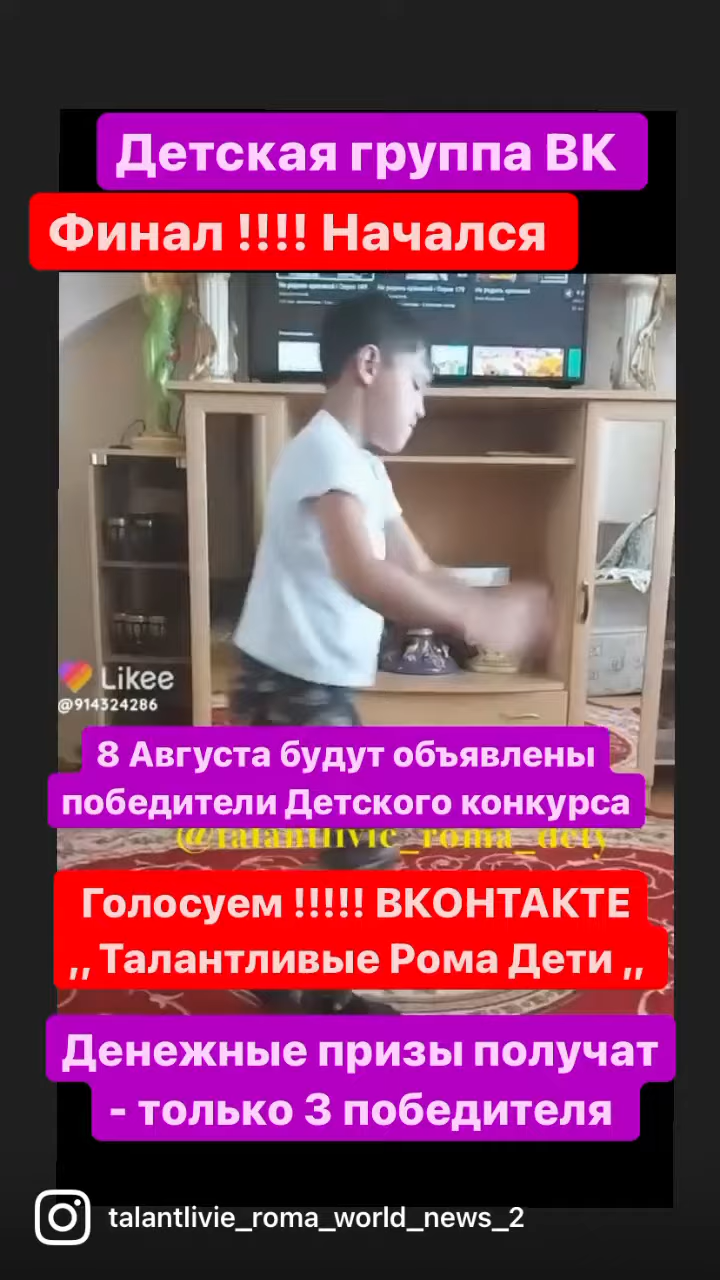 Детская группа ВК
Финал !!!! Начался
Likee
@914324286
8 Августа будут объявлены
победители Детского конкурса
@talantlivie_roma_dety
Голосуем !!!!! ВКОНТАКТЕ
,, Талантливые Рома Дети ,,
Денежные призы получат
- только 3 победителя
talantlivie_roma_world_news_2